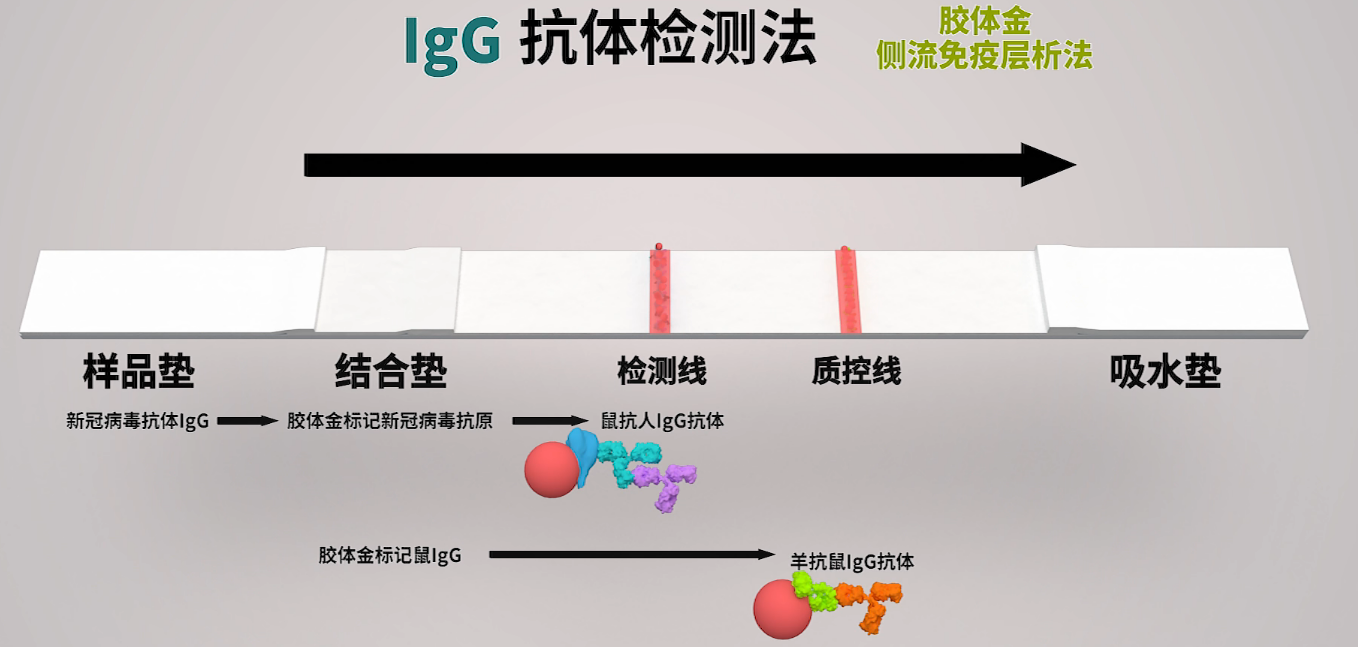 IgG 抗体检测法
胶体金
侧流免疫层析法
样品垫
结合垫
检测线
质控线
吸水垫
新冠病毒抗体IgG
胶体金标记新冠病毒抗原
鼠抗人IgG抗体
胶体金标记鼠IgG
羊抗鼠IgG抗体